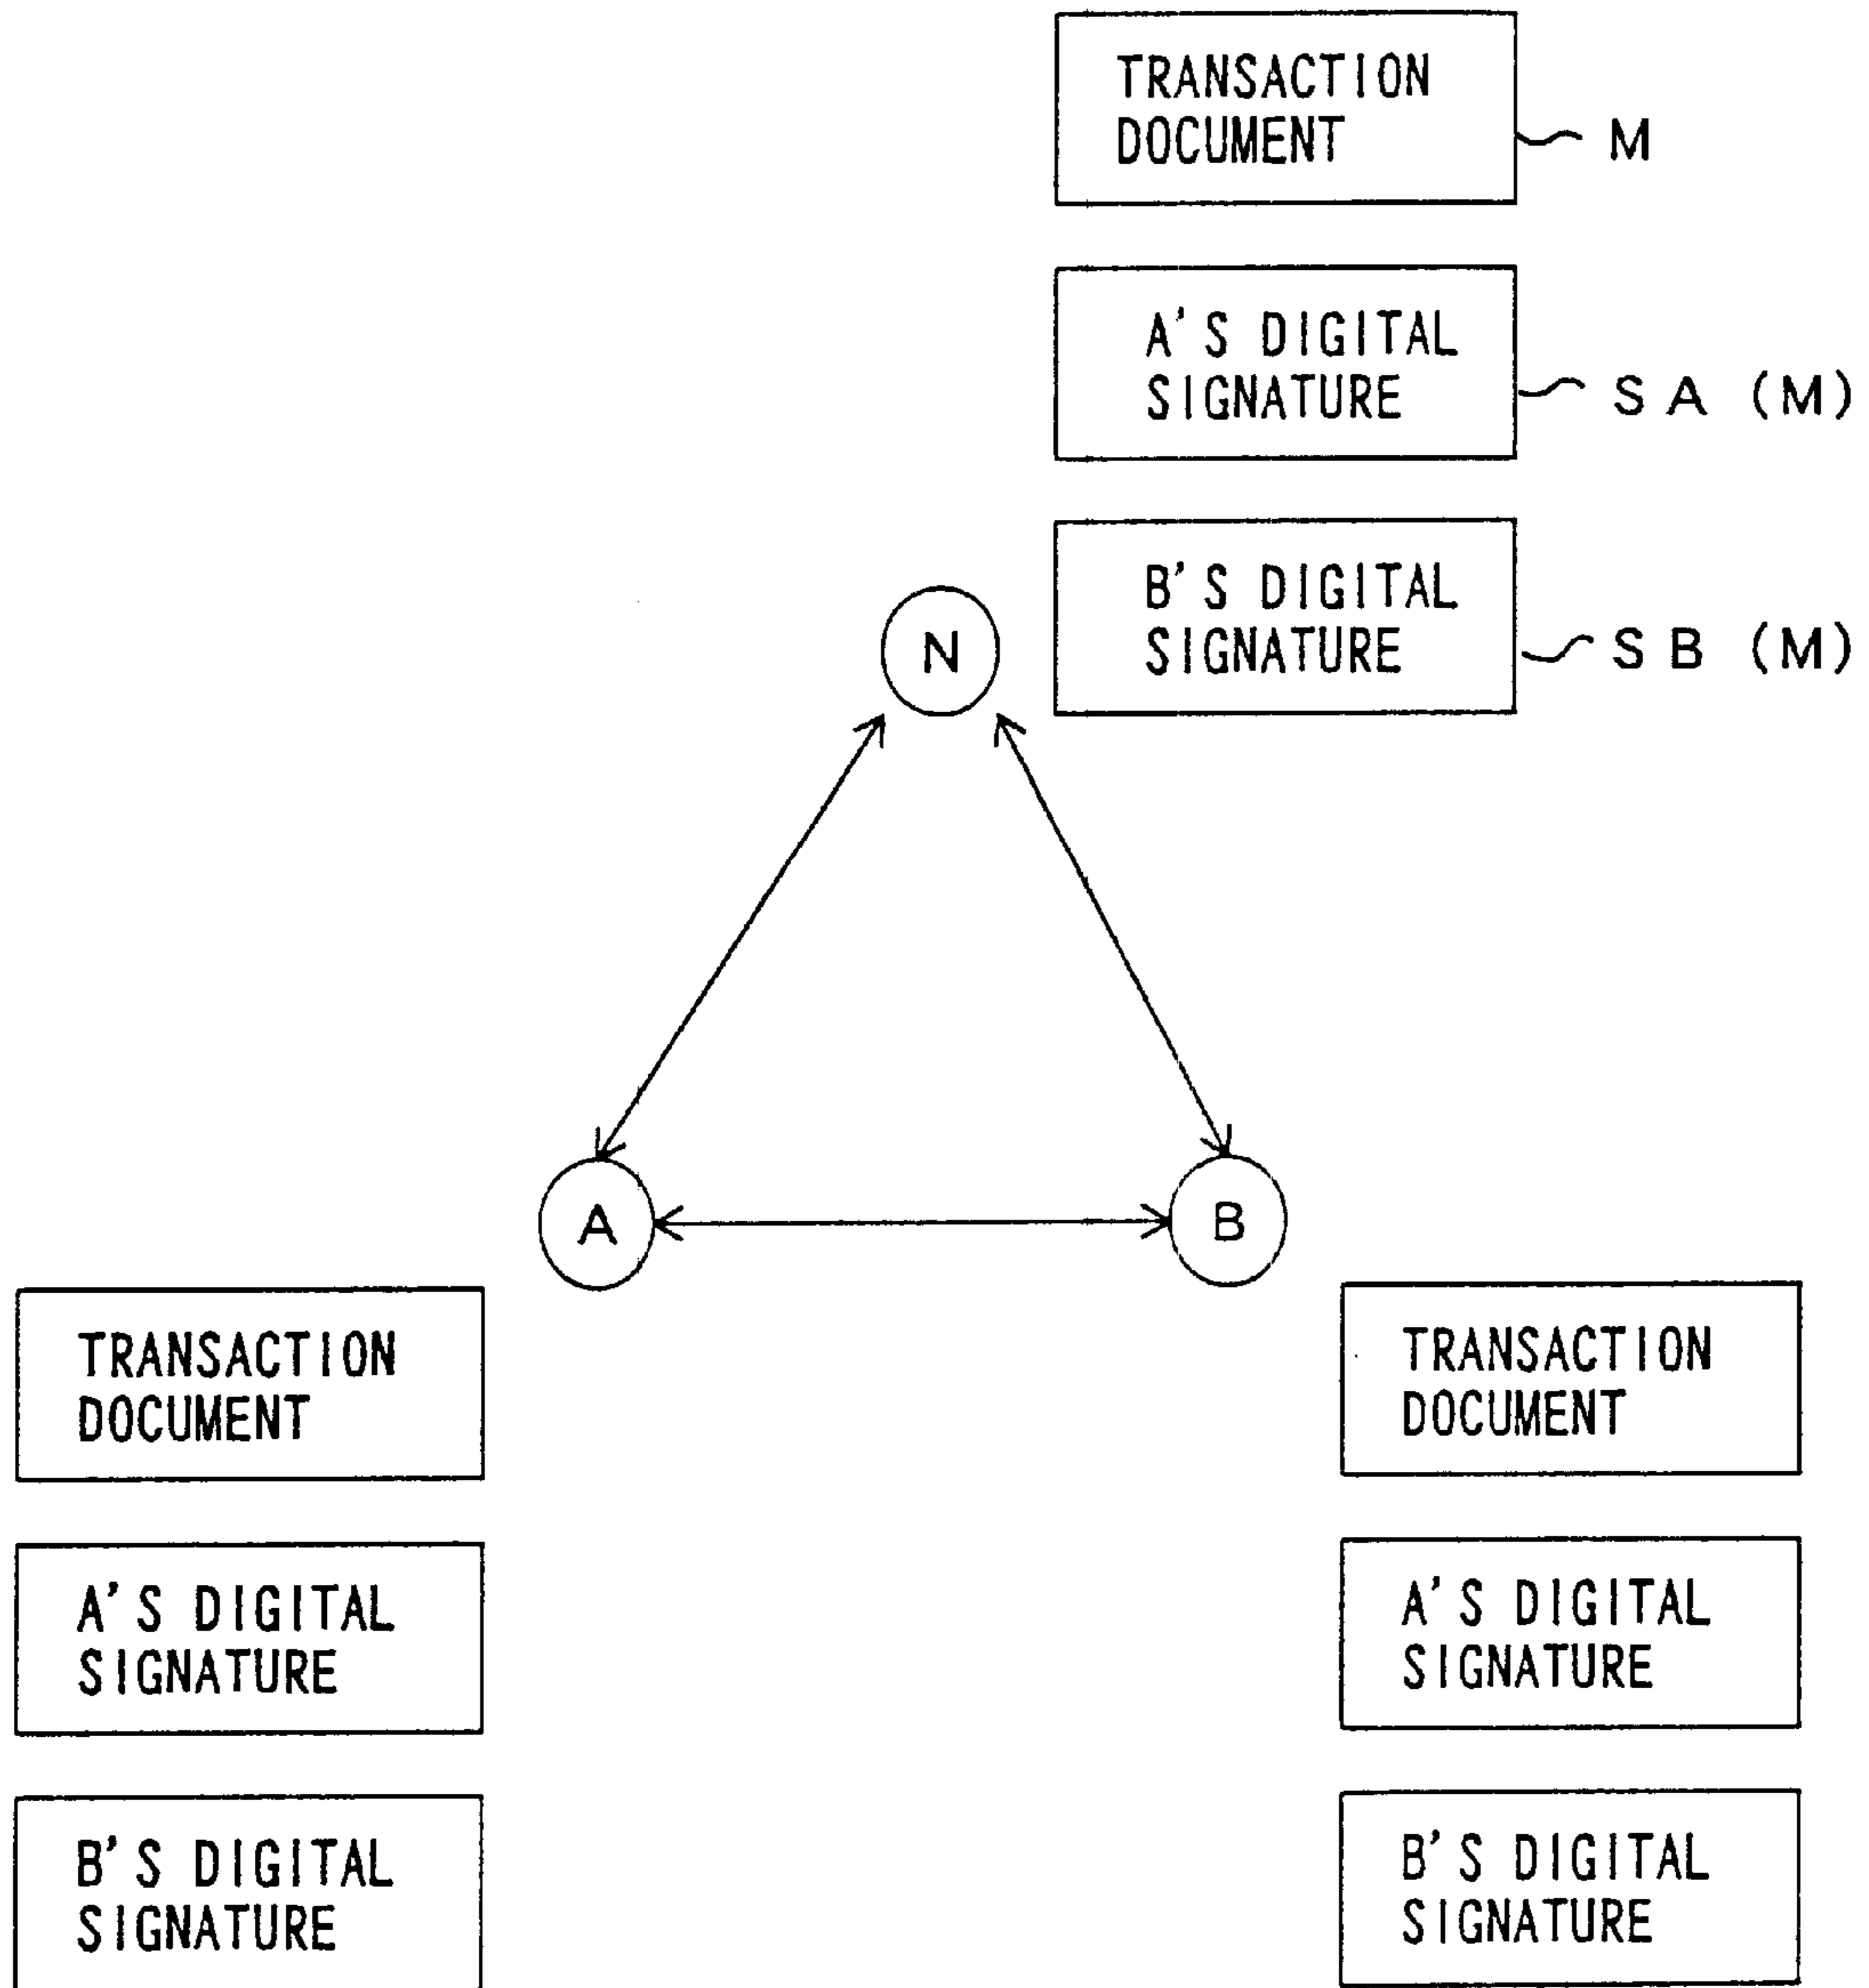 TRANSACTION
DOCUMENT
M
A'S DIGITAL
SIGNATURE
SA (M)
B'S DIGITAL
SIGNATURE
SB (M)
N
A
B
TRANSACTION
DOCUMENT
A'S DIGITAL
SIGNATURE
B'S DIGITAL
SIGNATURE
TRANSACTION
DOCUMENT
A'S DIGITAL
SIGNATURE
B'S DIGITAL
SIGNATURE